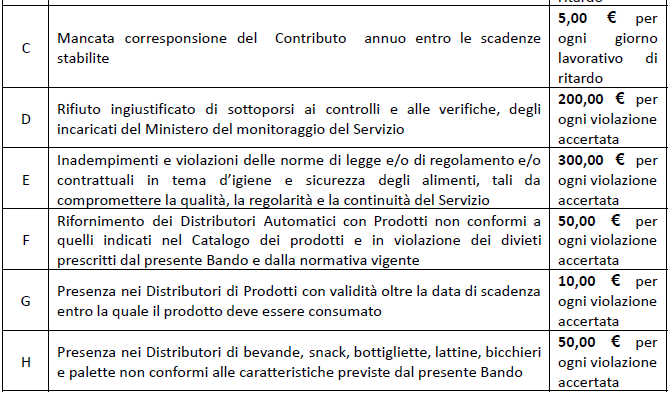 ritardo
C
Mancata corresponsione del Contributo annuo entro le scadenze
stabilite
5,00 € per
ogni giorno
lavorativo di
ritardo
D
Rifiuto ingiustificato di sottoporsi ai controlli e alle verifiche, degli
incaricati del Ministero del monitoraggio del Servizio
200,00 € per
ogni violazione
accertata
E
Inadempimenti e violazioni delle norme di legge e/o di regolamento e/o
contrattuali in tema d'igiene e sicurezza degli alimenti, tali da
compromettere la qualità, la regolarità e la continuità del Servizio
300,00 € per
ogni violazione
accertata
F
Rifornimento dei Distributori Automatici con Prodotti non conformi a
quelli indicati nel Catalogo dei prodotti e in violazione dei divieti
prescritti dal presente Bando e dalla normativa vigente
50,00 € per
ogni violazione
accertata
G
Presenza nei Distributori di Prodotti con validità oltre la data di scadenza
entro la quale il prodotto deve essere consumato
10,00 € per
ogni violazione
accertata
H
Presenza nei Distributori di bevande, snack, bottigliette, lattine, bicchieri
e palette non conformi alle caratteristiche previste dal presente Bando
50,00 € per
ogni violazione
accertata